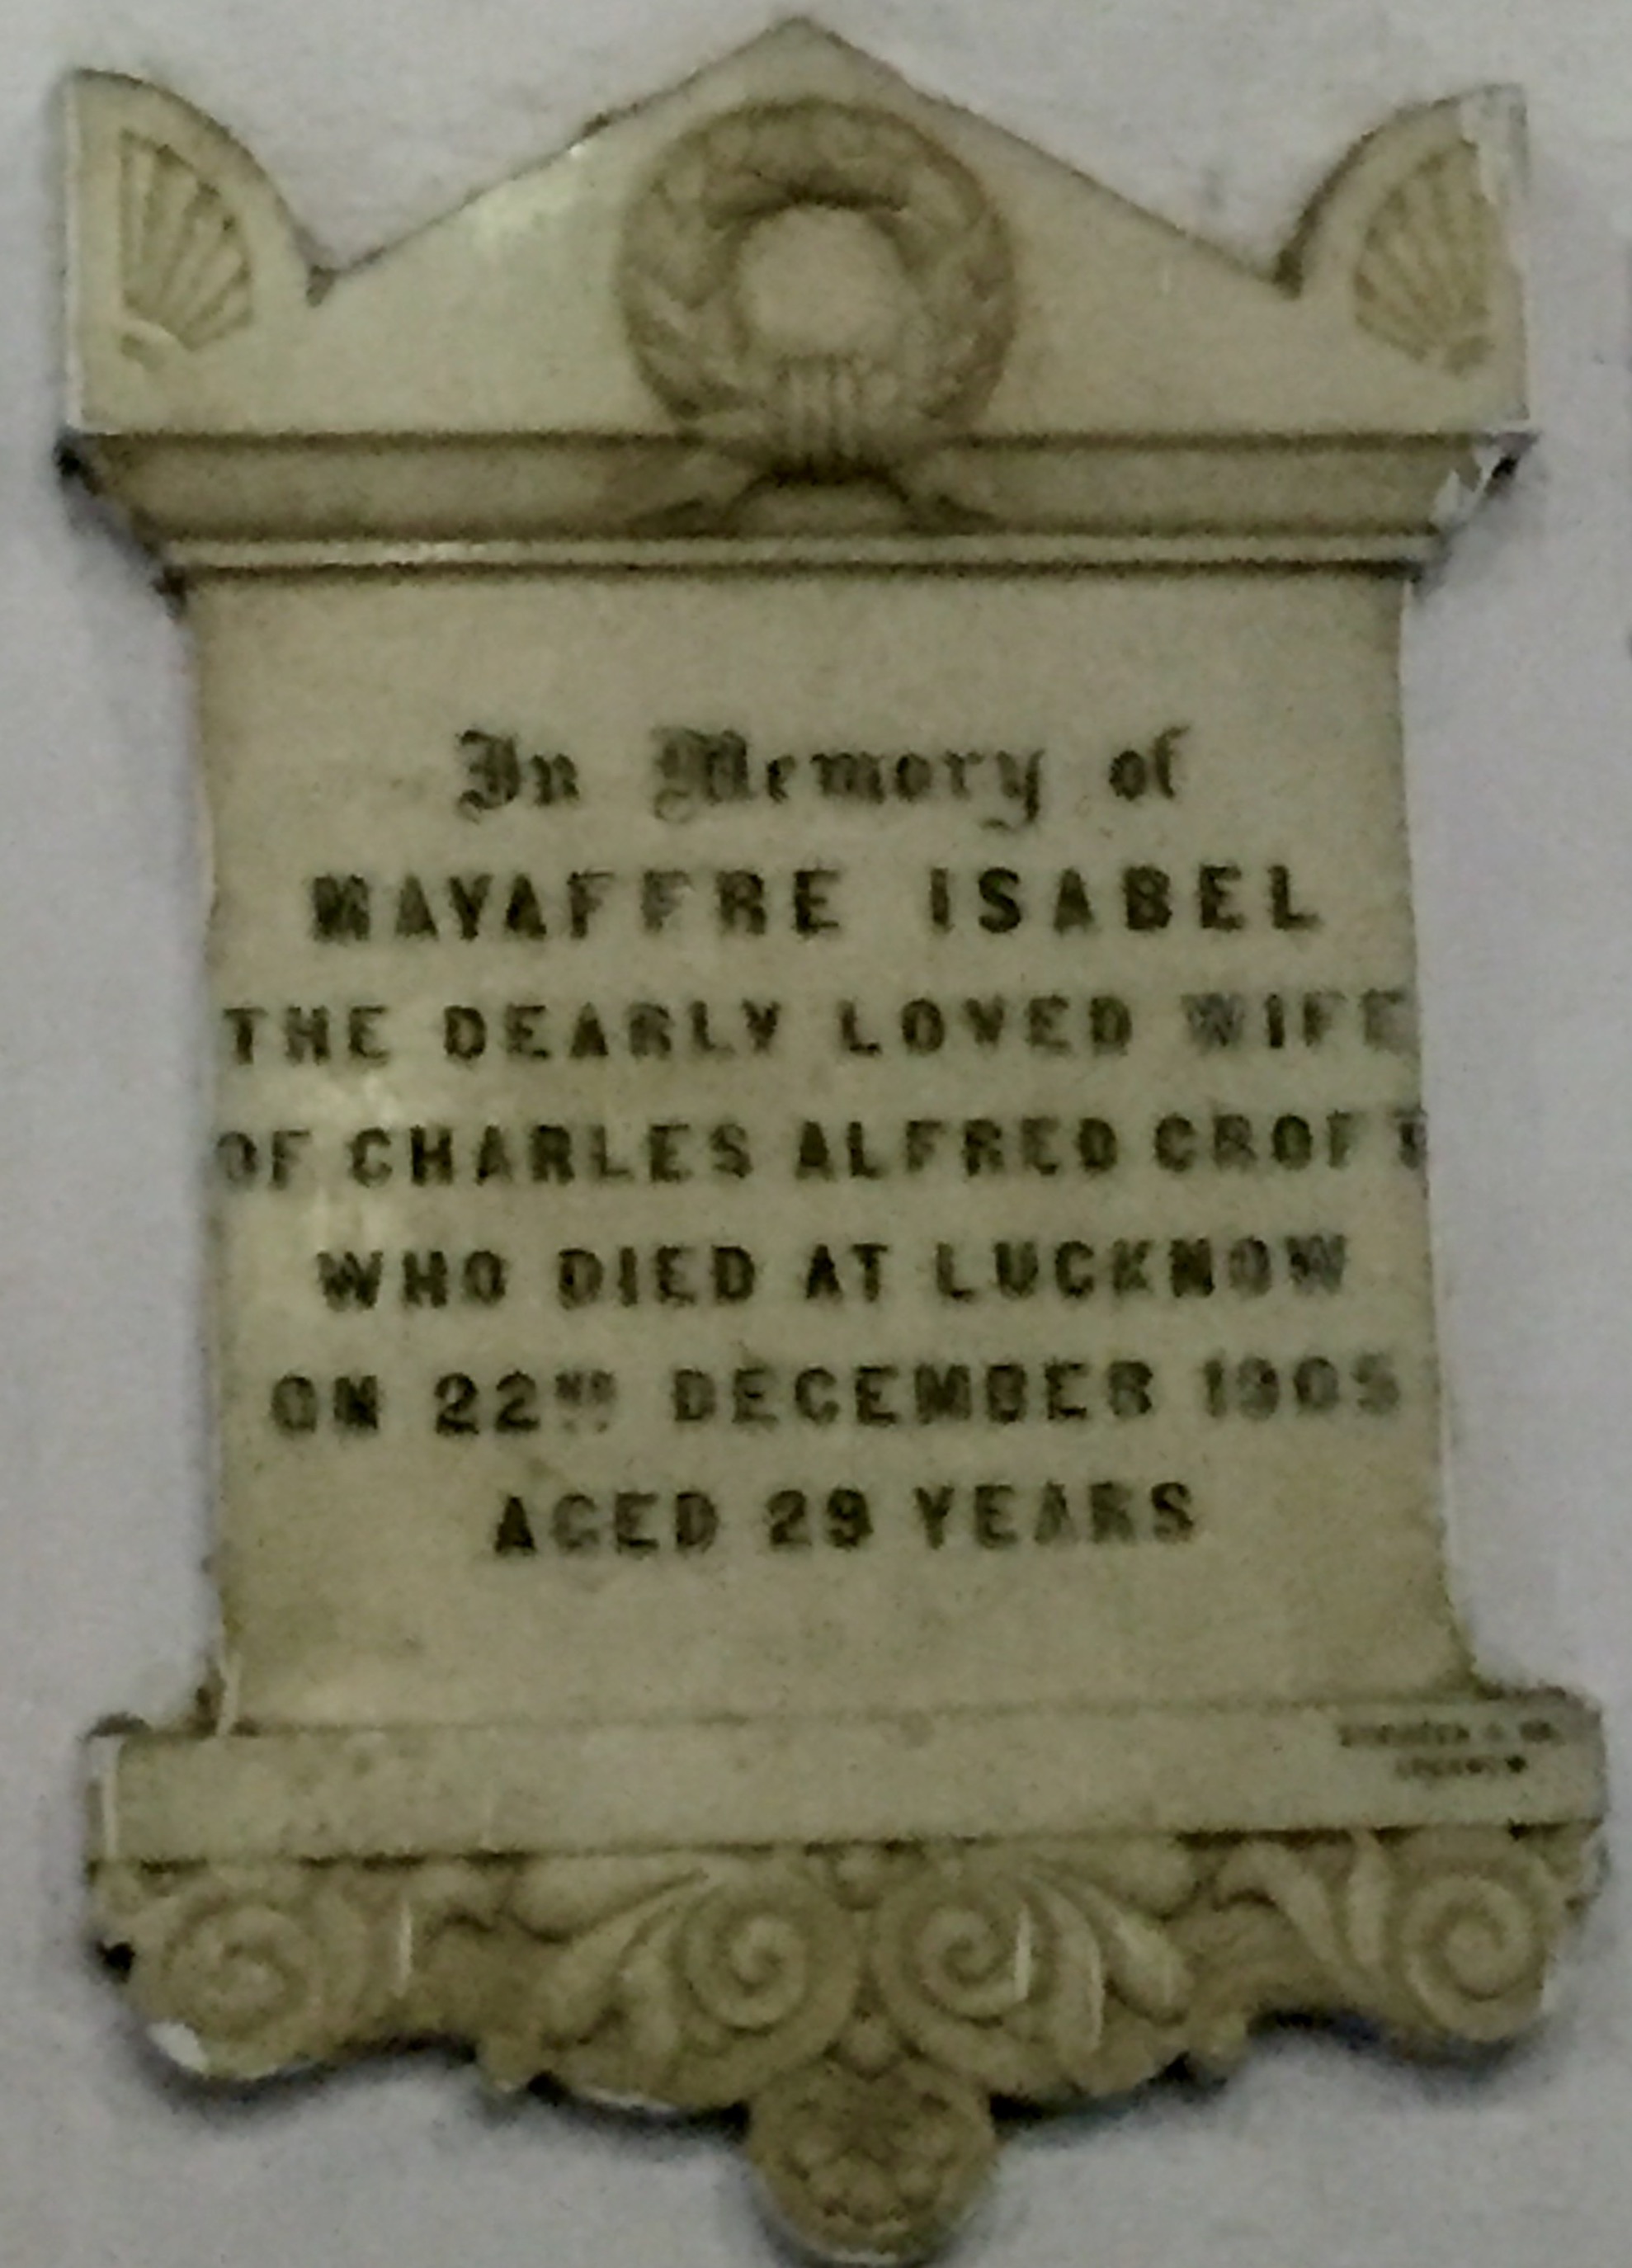 In Memory of
MAYAFFRE ISABEL
THE DEARLY LOVED WIFE
OF CHARLES ALFRED CROFT
WHO DIED AT LUCKNOW
ON 22ND DECEMBER 1905
AGED 29 YEARS
LUCKNOW